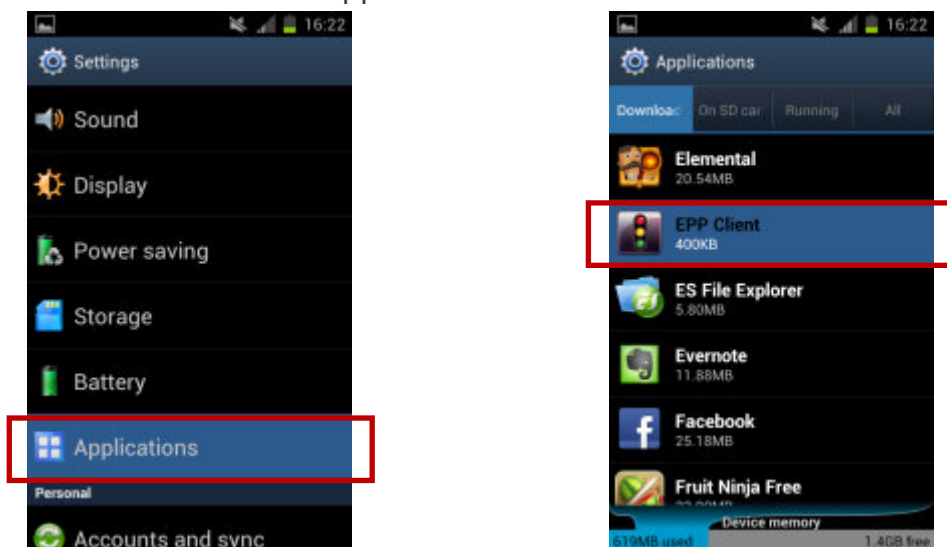 16:22
Settings
Sound
Display
Power saving
Storage
Battery
Applications
Personal
Accounts and sync
16:22
Applications
Downloac On SD car Running All
Elemental
20.54MB
EPP Client
400KB
ES File Explorer
5.80MB
Evernote
11.88MB
Facebook
25.18MB
Fruit Ninja Free
Device memory
619MB used 1.4GB free